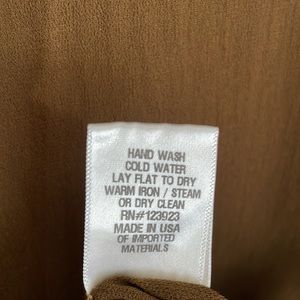 HAND WASH
COLD WATER
LAY FLAT TO DRY
WARM IRON / STEAM
OR DRY CLEAN
RN#123923
MADE IN USA
OF IMPORTED
MATERIALS